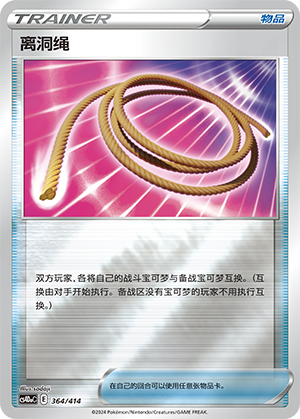 TRAINER 物品
离洞绳
双方玩家,各将自己的战斗宝可梦与备战宝可梦互换。(互
换由对手开始执行。备战区没有宝可梦的玩家不用执行互
换。)
Illus. sadaji
E 364/414
在自己的回合可以使用任意张物品卡。
©2024 Pokémon/Nintendo/Creatures/GAME FREAK.